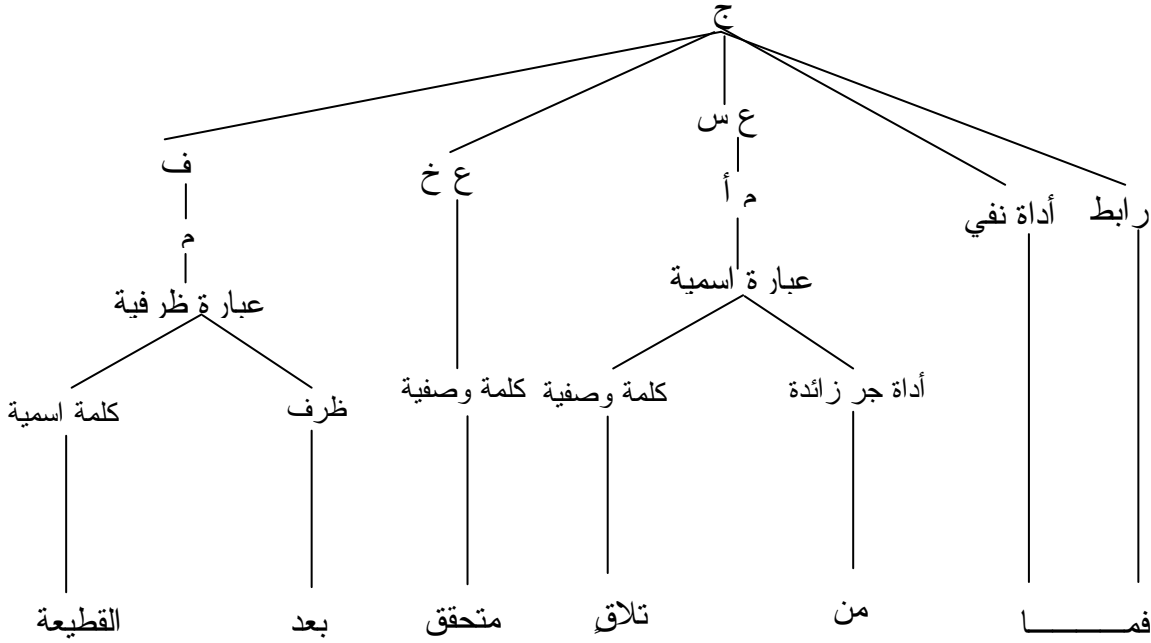 ج
ع س
رابط
أداة نفي
ع خ
ف
م أ
م
عبارة اسمية
عبارة ظرفية
أداة جر زائدة
كلمة وصفية
كلمة وصفية
ظرف
كلمة اسمية
فمــــــــا من تلاقٍ متحقق بعد القطيعة